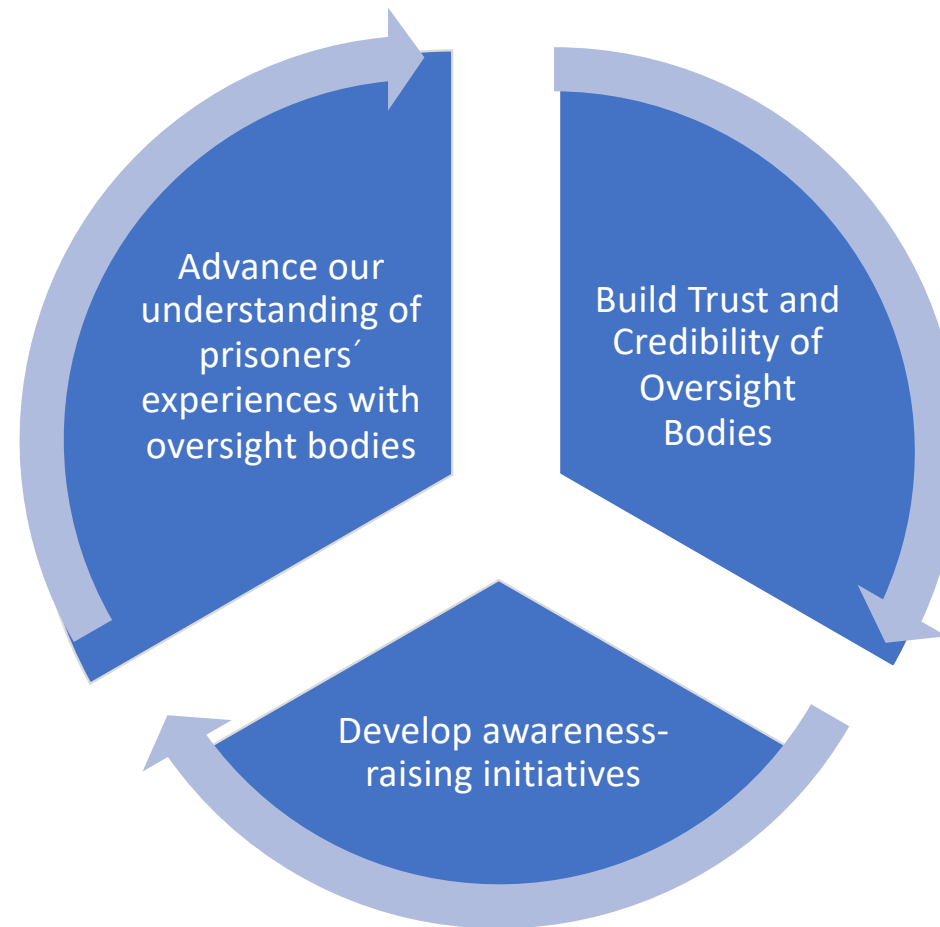 Advance our
understanding of
prisoners´
experiences with
oversight bodies
Build Trust and
Credibility of
Oversight
Bodies
Develop awareness-
raising initiatives